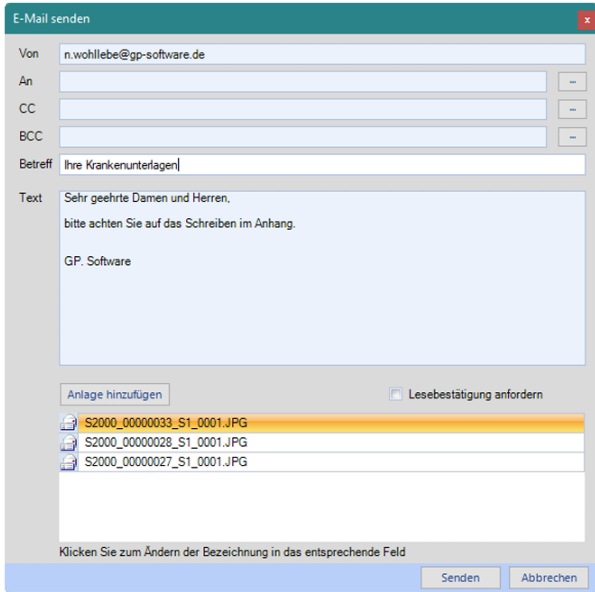 E-Mail senden
x
Von n.wohllebe@gp-software.de
An ...
CC ...
BCC ...
Betreff Ihre Krankenunterlagen
Text Sehr geehrte Damen und Herren,
bitte achten Sie auf das Schreiben im Anhang.
GP. Software
Anlage hinzufügen Lesebestätigung anfordern
S2000_00000033_S1_0001.JPG
S2000_00000028_S1_0001.JPG
S2000_00000027_S1_0001.JPG
Klicken Sie zum Ändern der Bezeichnung in das entsprechende Feld
Senden Abbrechen